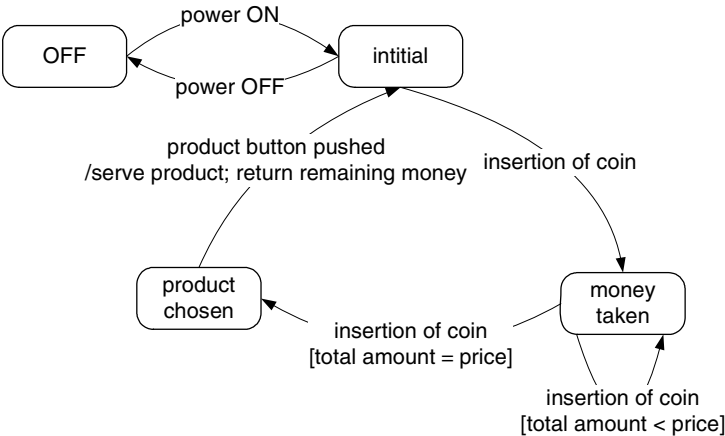 power ON
OFF
intitial
power OFF
product button pushed
/serve product; return remaining money
insertion of coin
product
chosen
money
taken
insertion of coin
[total amount = price]
insertion of coin
[total amount < price]